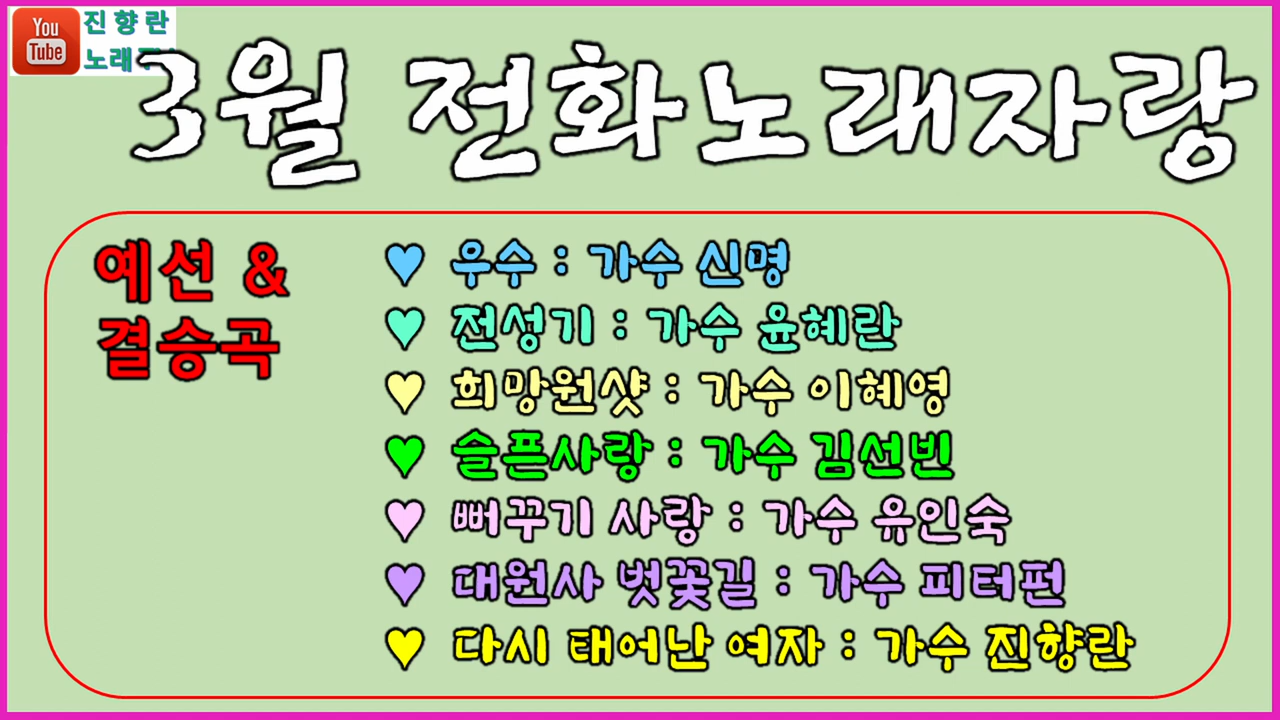 You
Tube
진향란
노래
3월 전화노래자랑
예선 &
결승곡
♥ 우수 : 가수 신명
♥ 전성기 : 가수 윤혜란
♥ 희망원샷 : 가수 이혜영
♥ 슬픈사랑 : 가수 김선빈
♥ 뻐꾸기 사랑 : 가수 유인숙
♥ 대원사 벗꽃길 : 가수 피터펀
♥ 다시 태어난 여자 : 가수 진향란